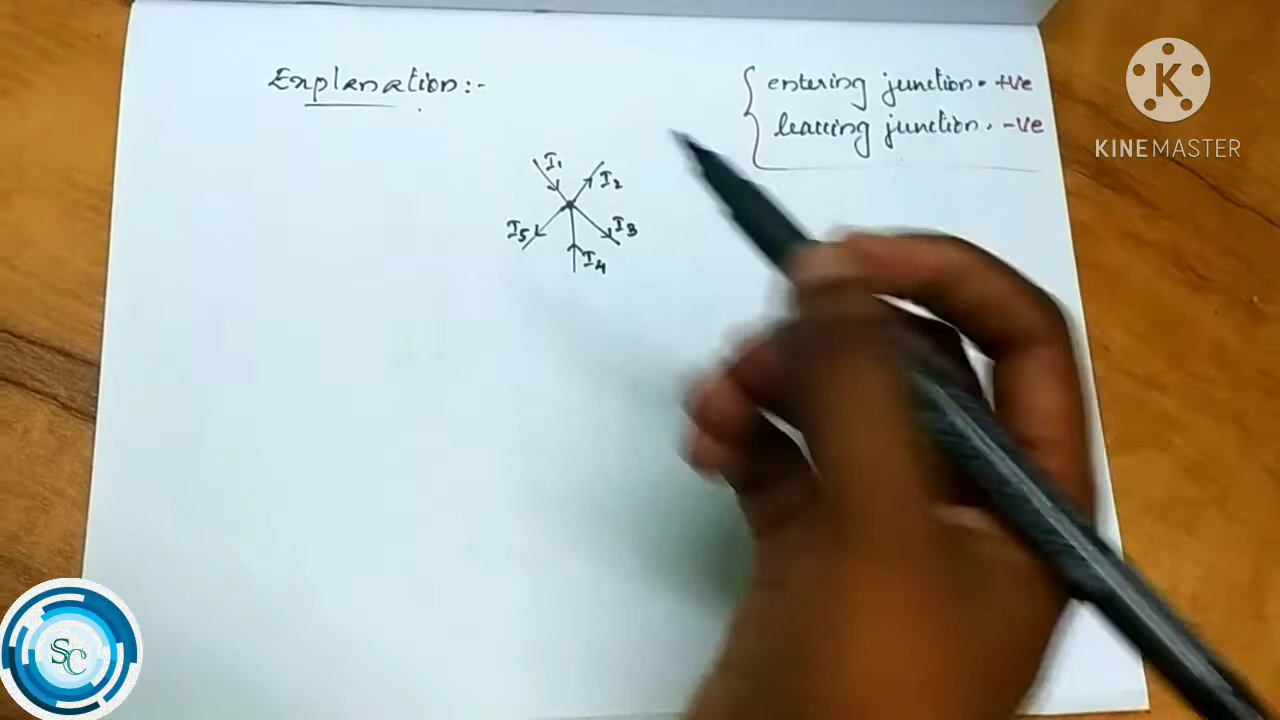 Explanation:-
entering junction. +ve
leaving junction. -ve
I1
I2
I5
I3
I4
KINEMASTER
K
SC